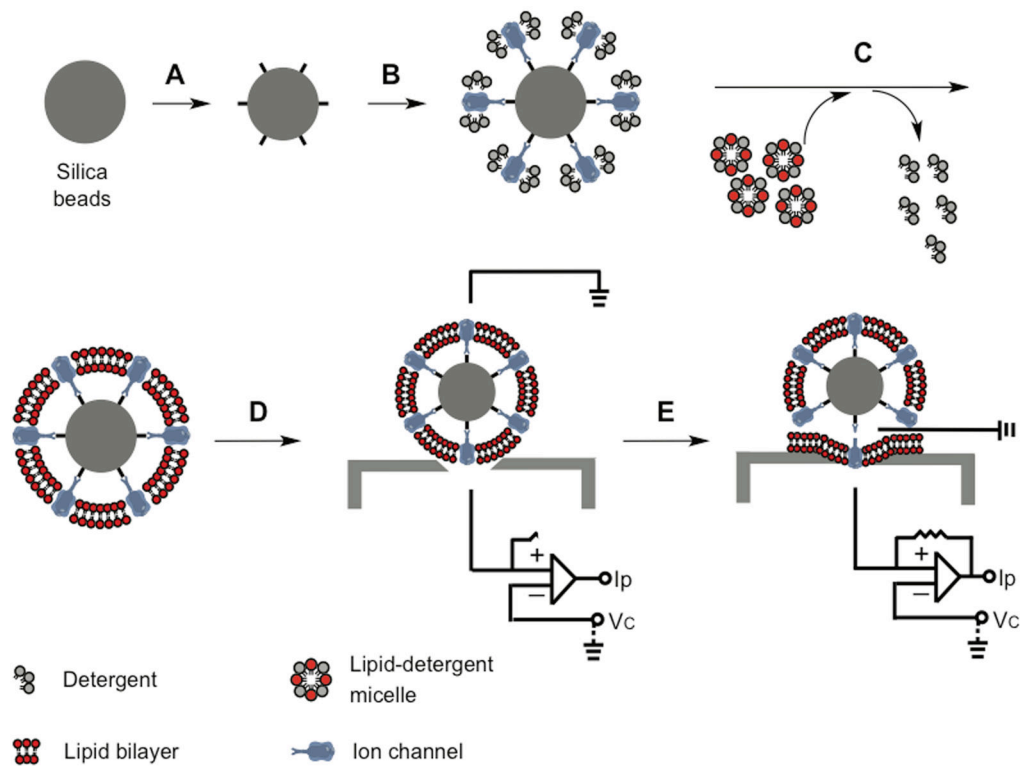 A
B
C
Silica
beads
D
E
+
−
Ip
Vc
+
−
Ip
Vc
Detergent
Lipid-detergent
micelle
Lipid bilayer
Ion channel